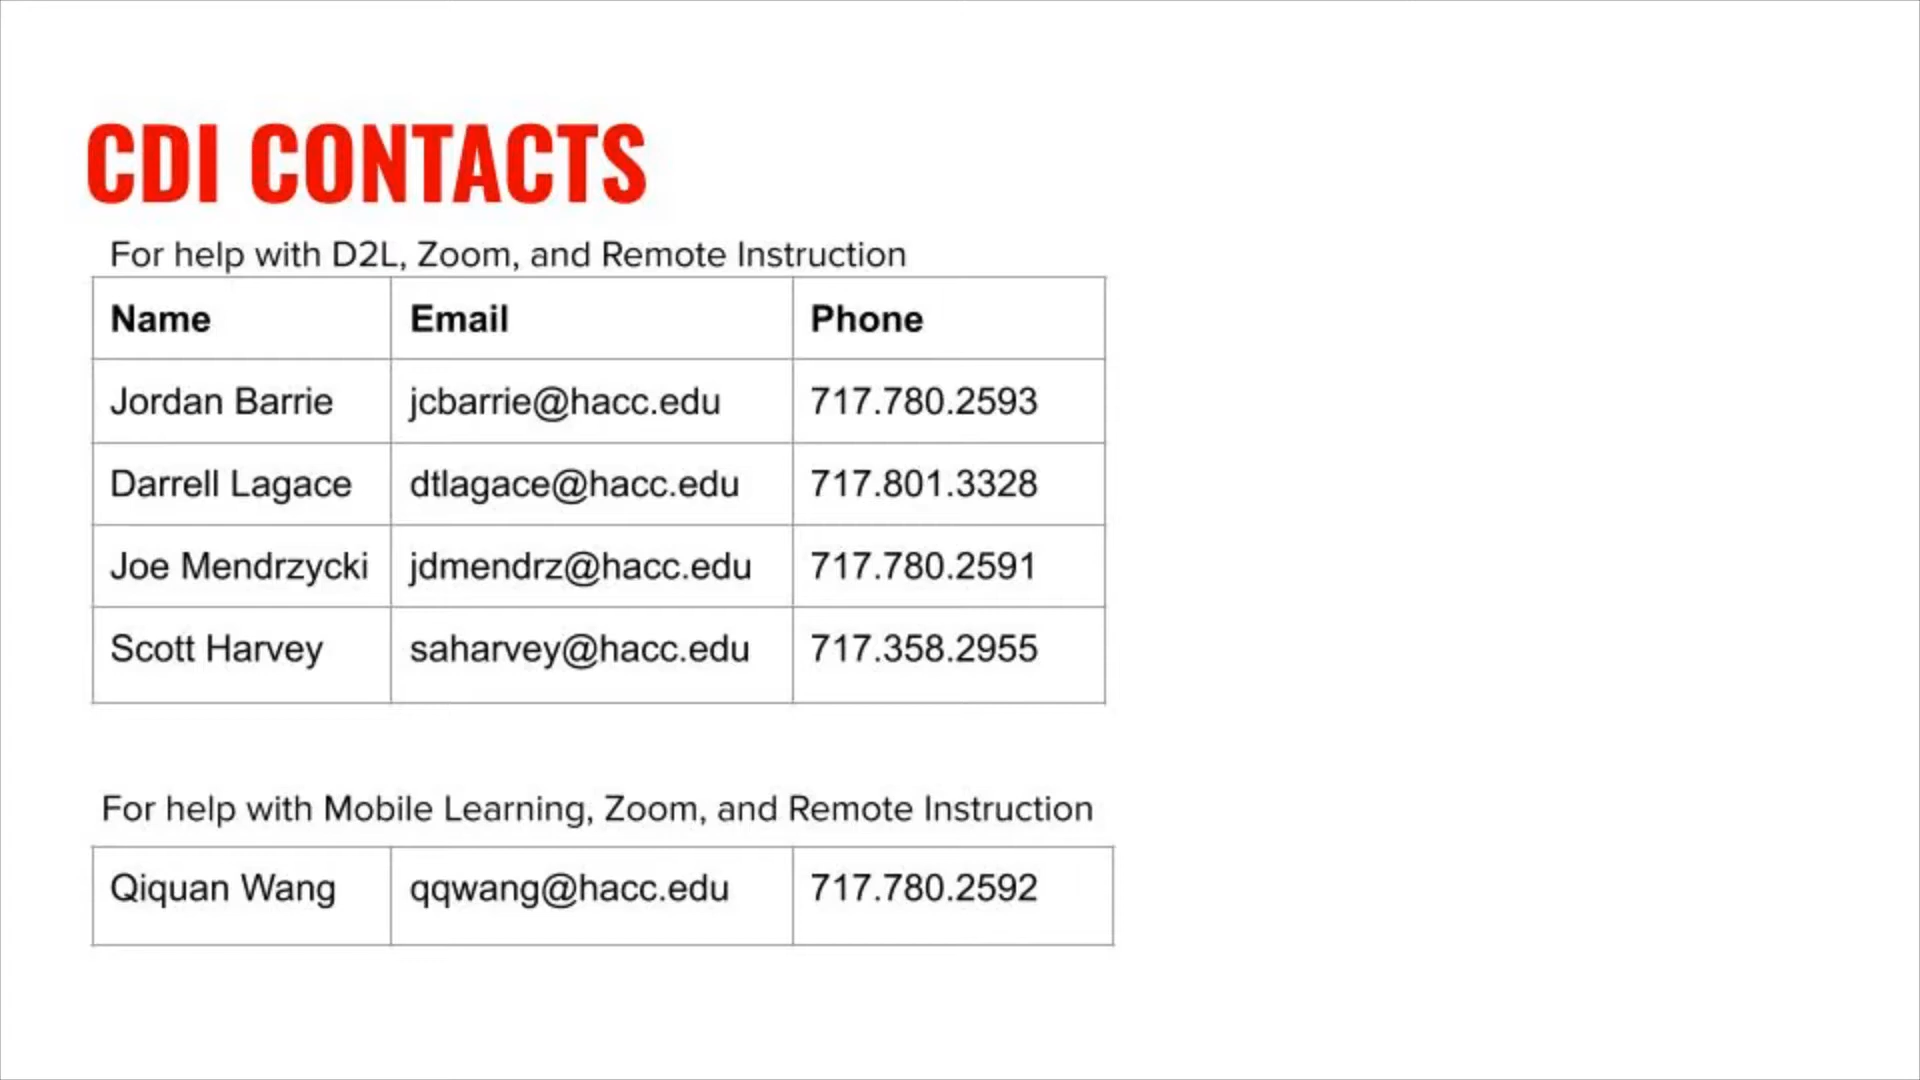 CDI CONTACTS
For help with D2L, Zoom, and Remote Instruction
Name Email Phone
Jordan Barrie jcbarrie@hacc.edu 717.780.2593
Darrell Lagace dtlagace@hacc.edu 717.801.3328
Joe Mendrzycki jdmendrz@hacc.edu 717.780.2591
Scott Harvey saharvey@hacc.edu 717.358.2955
For help with Mobile Learning, Zoom, and Remote Instruction
Qiquan Wang qqwang@hacc.edu 717.780.2592